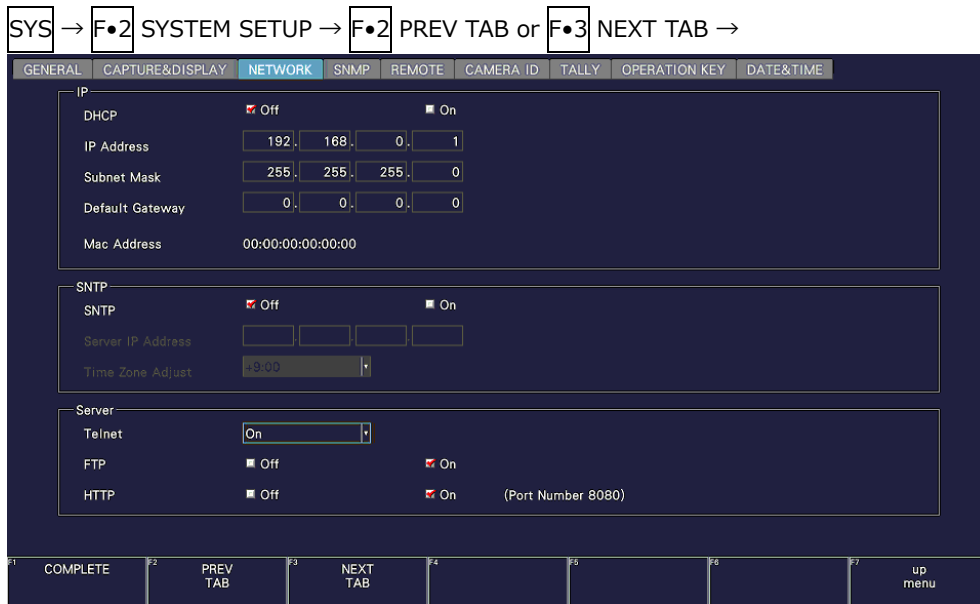 SYS → F•2 SYSTEM SETUP → F•2 PREV TAB or F•3 NEXT TAB →
GENERAL CAPTURE&DISPLAY NETWORK SNMP REMOTE CAMERA ID TALLY OPERATION KEY DATE&TIME
IP
DHCP Off On
IP Address 192. 168. 0. 1
Subnet Mask 255. 255. 255. 0
Default Gateway 0. 0. 0. 0
Mac Address 00:00:00:00:00:00
SNTP
SNTP Off On
Server IP Address . . .
Time Zone Adjust +9:00
Server
Telnet On
FTP Off On
HTTP Off On (Port Number 8080)
F1 COMPLETE F2 PREV F3 NEXT F4 F5 F6 F7 up
TAB TAB menu